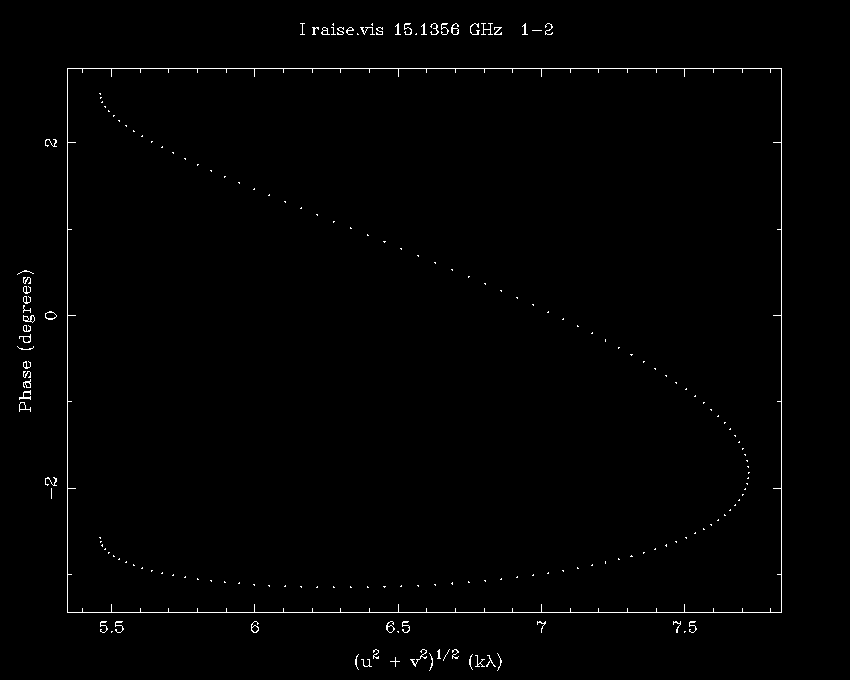 I raise.vis 15.1356 GHz 1-2
2
0
-2
Phase (degrees)
5.5 6 6.5 7 7.5
(u² + v²)^1/2 (kλ)